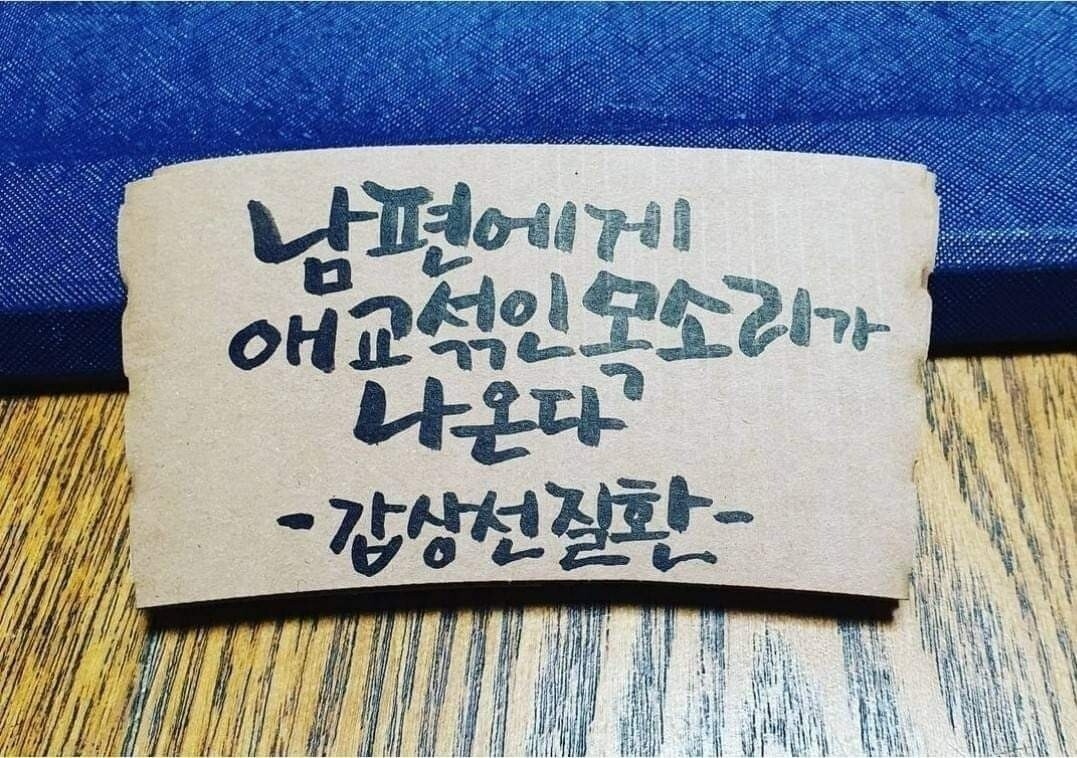 남편에게
애교섞인목소리가
나온다
-갑상선질환-